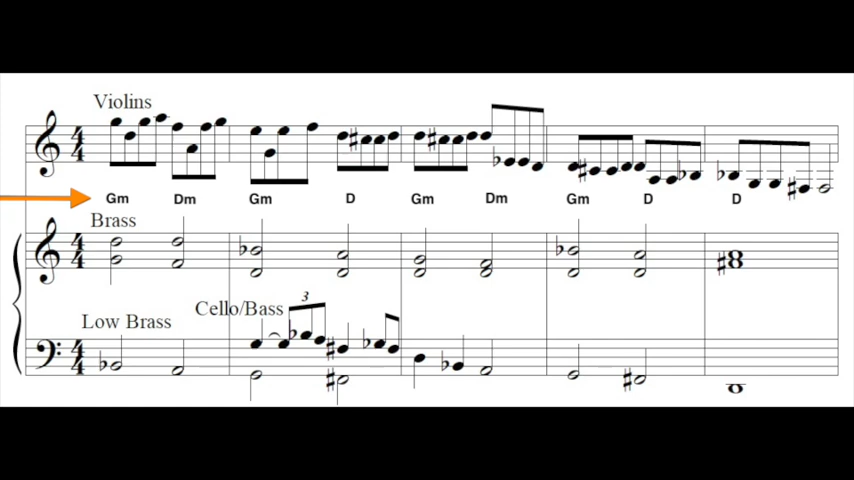 Violins
Gm Dm Gm D Gm Dm Gm D D
Brass
Cello/Bass 3
Low Brass